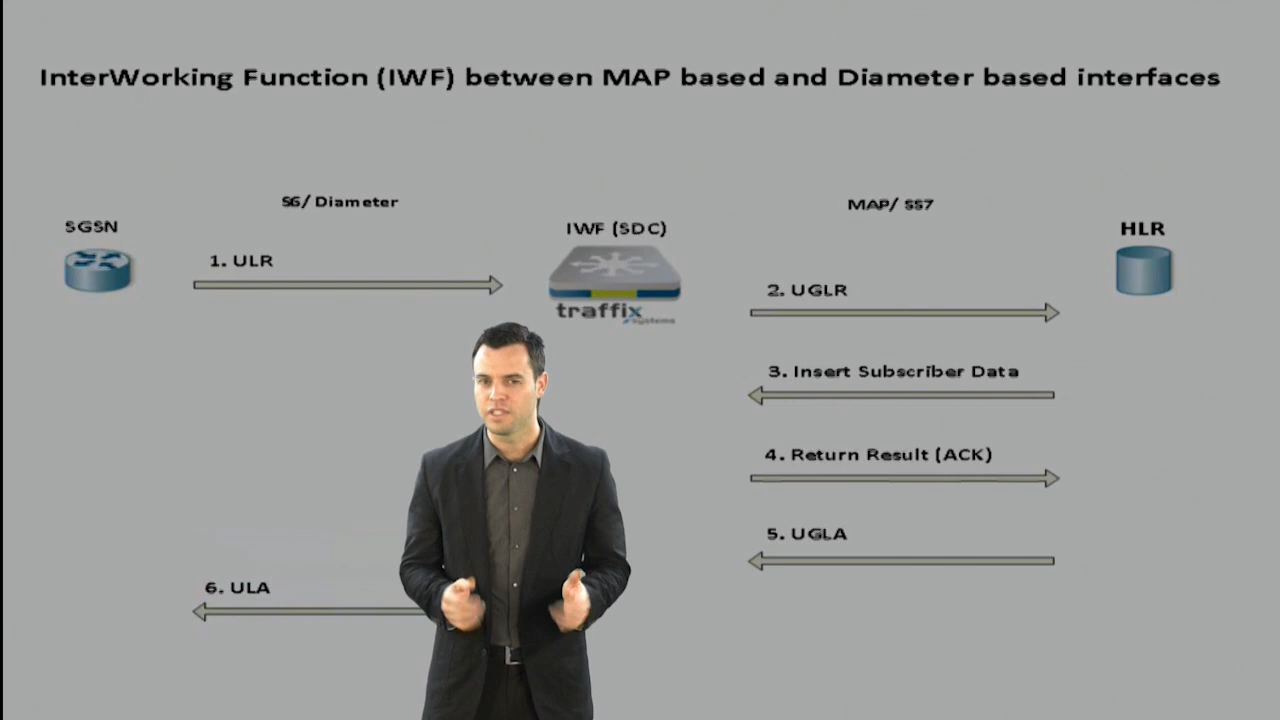 InterWorking Function (IWF) between MAP based and Diameter based interfaces
S6/ Diameter
MAP/ SS7
SGSN
IWF (SDC)
HLR
1. ULR
traffix
systems
2. UGLR
3. Insert Subscriber Data
4. Return Result (ACK)
5. UGLA
6. ULA